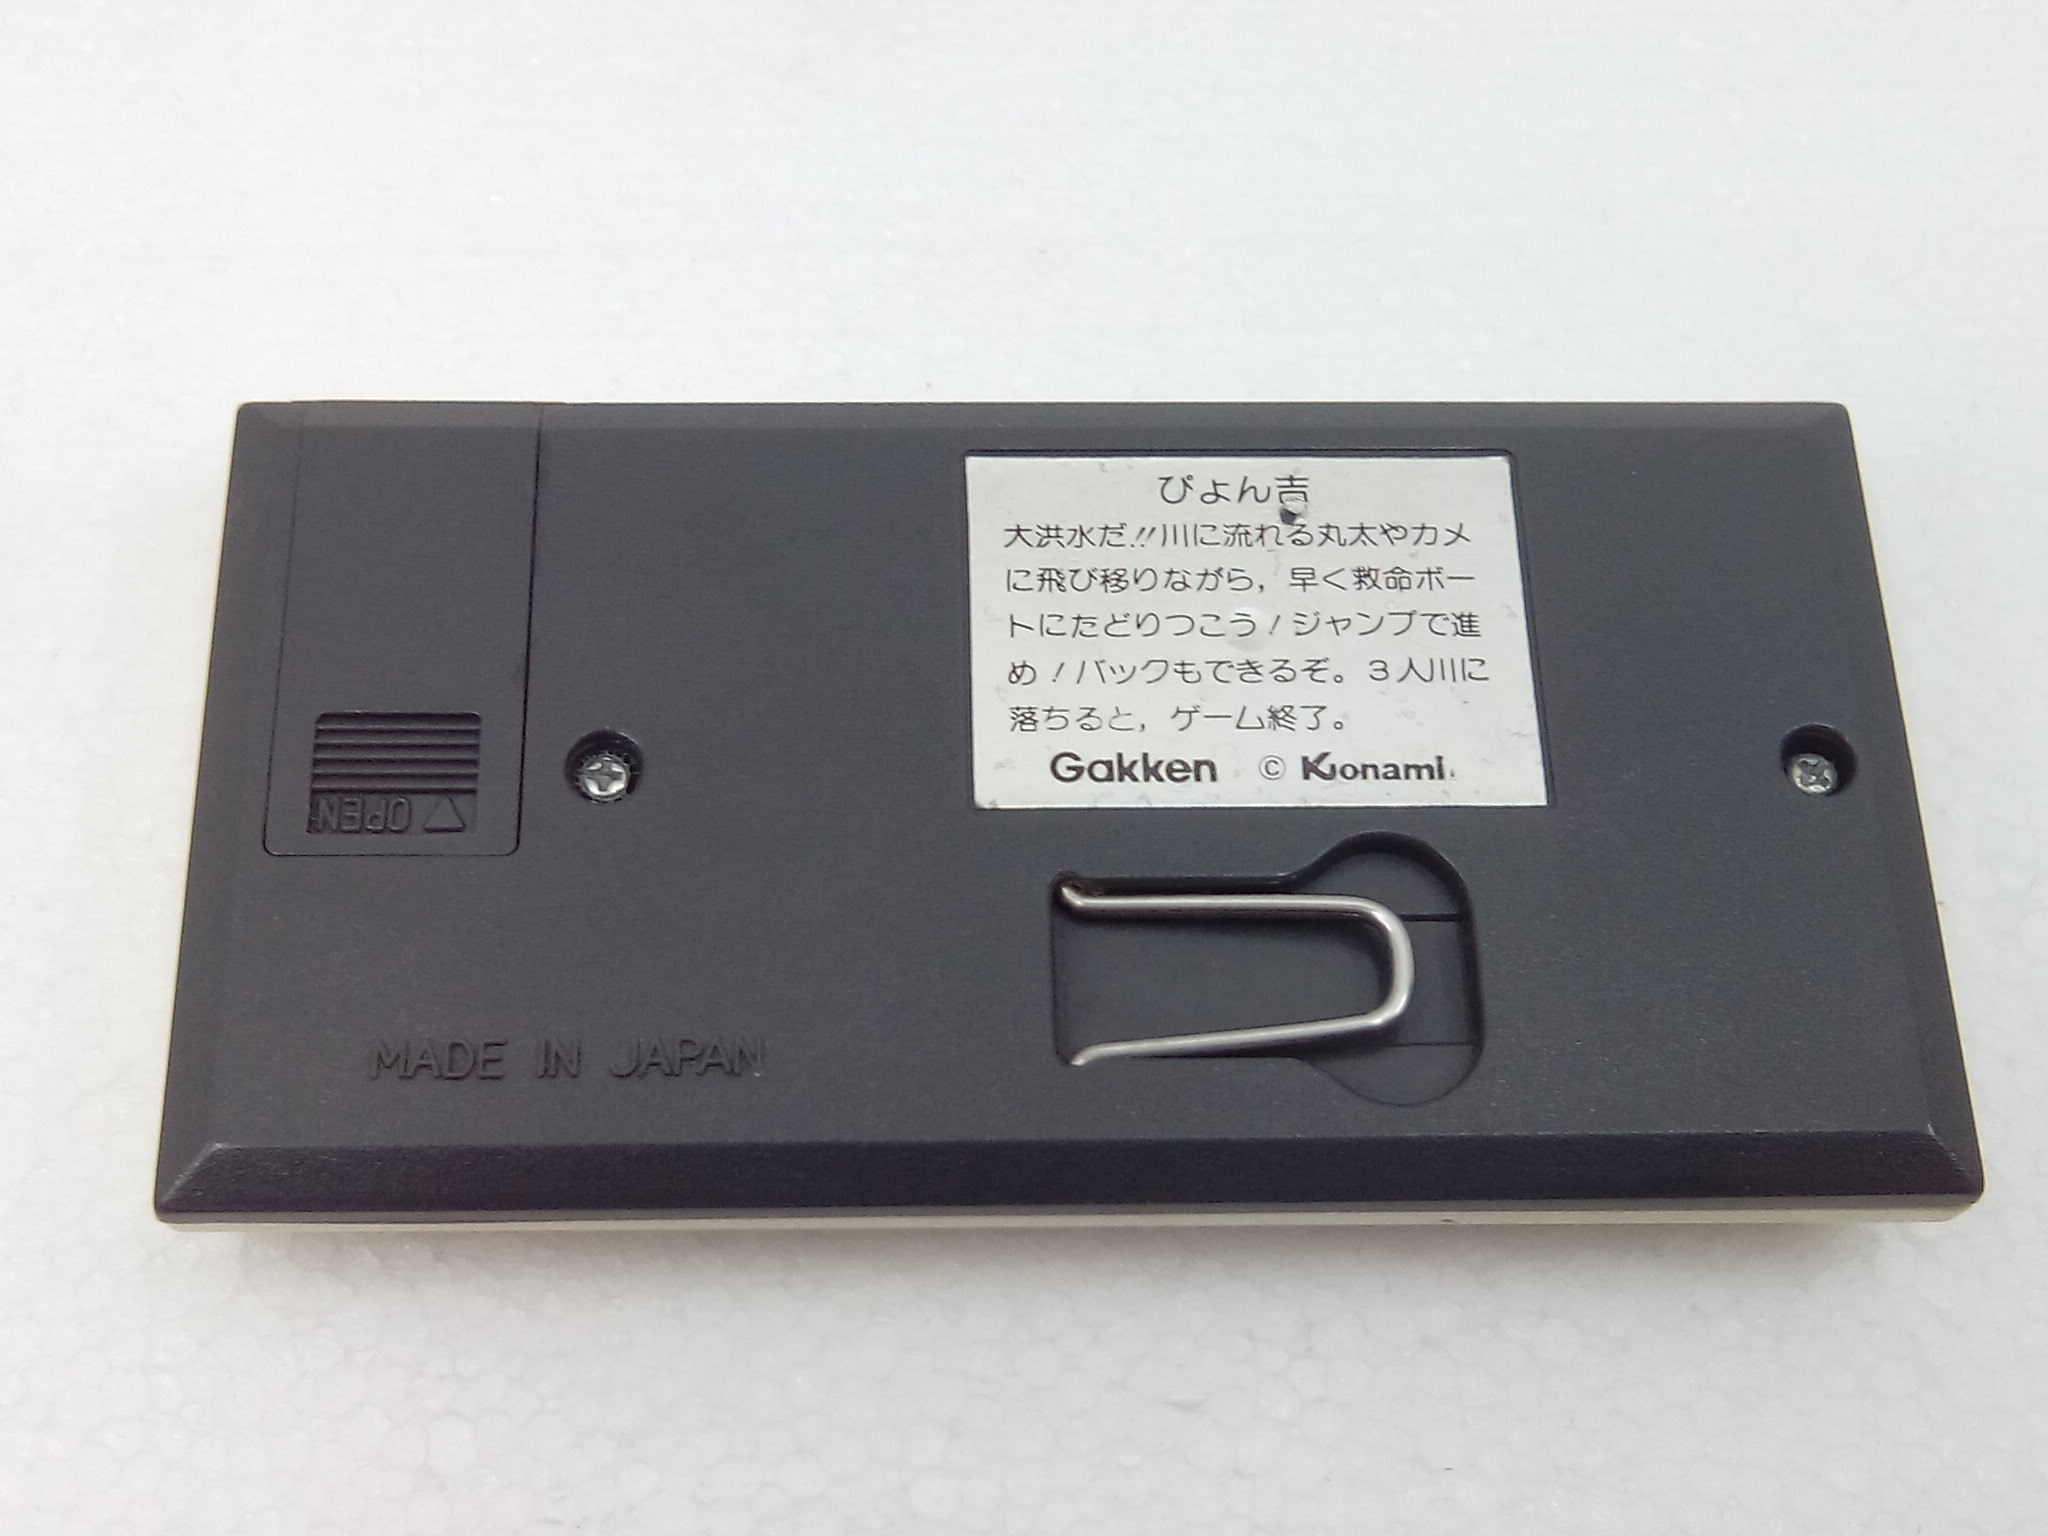 ぴょん吉
大洪水だ!!川に流れる丸太やカメ
に飛び移りながら，早く救命ボー
トにたどりつこう！ジャンプで進
め！バックもできるぞ。３人川に
落ちると，ゲーム終了。
Gakken © Konami
OPEN
MADE IN JAPAN